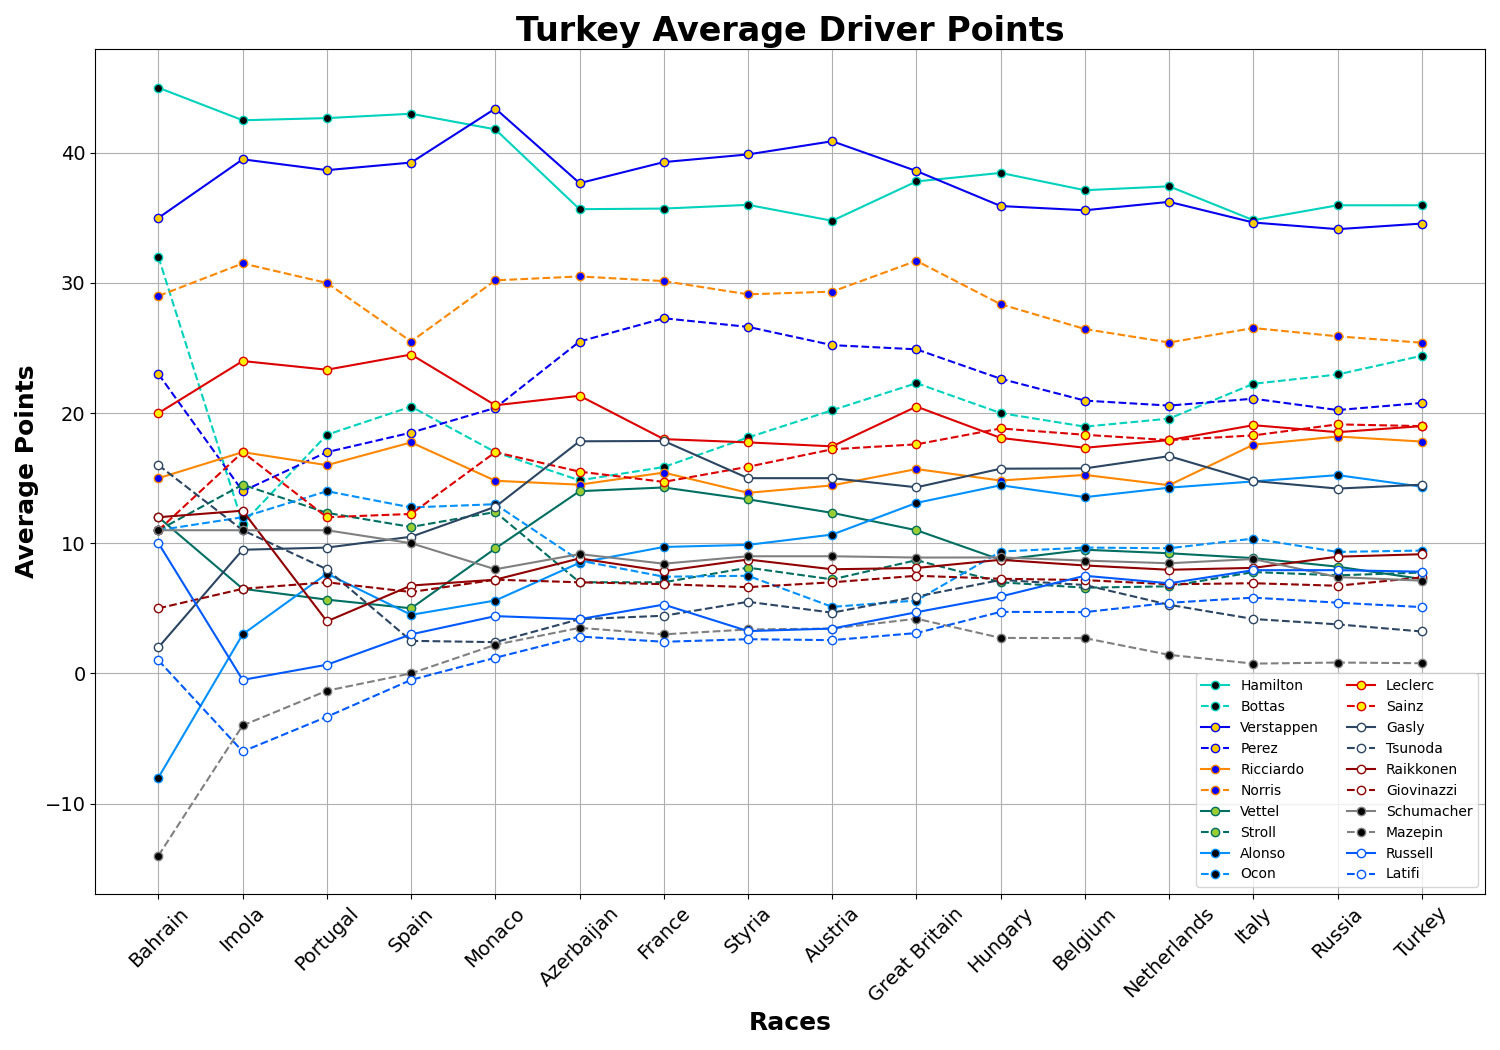 Turkey Average Driver Points
Average Points
40
30
20
10
0
−10
Bahrain
Imola
Portugal
Spain
Monaco
Azerbaijan
France
Styria
Austria
Great Britain
Hungary
Belgium
Netherlands
Italy
Russia
Turkey
Races
Hamilton
Bottas
Verstappen
Perez
Ricciardo
Norris
Vettel
Stroll
Alonso
Ocon
Leclerc
Sainz
Gasly
Tsunoda
Raikkonen
Giovinazzi
Schumacher
Mazepin
Russell
Latifi